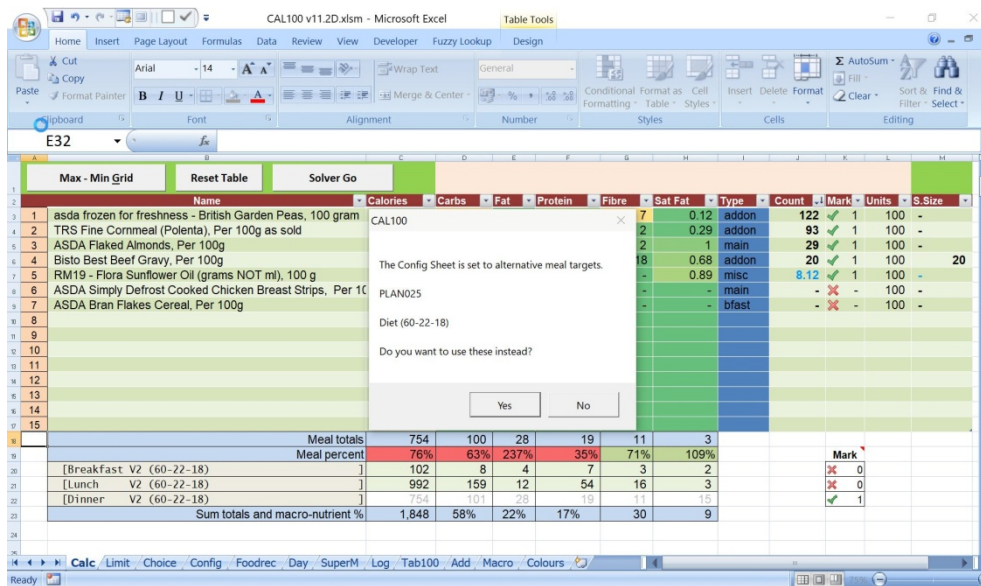 CAL100 v11.2D.xlsm - Microsoft Excel Table Tools
Home Insert Page Layout Formulas Data Review View Developer Fuzzy Lookup Design
Cut
Copy
Format Painter
Paste
Clipboard
Arial 14
B I U
Font
Wrap Text
Merge & Center
Alignment
General
Number
Conditional Formatting Format as Table Cell Styles
Styles
Insert Delete Format
Cells
Σ AutoSum
Fill
Clear
Sort & Filter Find & Select
Editing
E32 fx
A B C D E F G H I J K L M
Max - Min Grid Reset Table Solver Go
Name Calories Carbs Fat Protein Fibre Sat Fat Type Count Mark Units S.Size
1 asda frozen for freshness - British Garden Peas, 100 gram 7 0.12 addon 122 1 100 -
2 TRS Fine Cornmeal (Polenta), Per 100g as sold 2 0.29 addon 93 1 100 -
3 ASDA Flaked Almonds, Per 100g 2 1 main 29 1 100 -
4 Bisto Best Beef Gravy, Per 100g 18 0.68 addon 20 1 100 20
5 RM19 - Flora Sunflower Oil (grams NOT ml), 100 g - 0.89 misc 8.12 1 100 -
6 ASDA Simply Defrost Cooked Chicken Breast Strips, Per 10 - - main - - 100 -
7 ASDA Bran Flakes Cereal, Per 100g - - bfast - - 100 -
8
9
10
11
12
13
14
15
CAL100
The Config Sheet is set to alternative meal targets.
PLAN025
Diet (60-22-18)
Do you want to use these instead?
Yes No
Meal totals 754 100 28 19 11 3
Meal percent 76% 63% 237% 35% 71% 109% Mark
[Breakfast V2 (60-22-18) ] 102 8 4 7 3 2 0
[Lunch V2 (60-22-18) ] 992 159 12 54 16 3 0
[Dinner V2 (60-22-18) ] 754 101 28 19 11 15 1
Sum totals and macro-nutrient % 1,848 58% 22% 17% 30 9
Calc Limit Choice Config Foodrec Day SuperM Log Tab100 Add Macro Colours
Ready 75%